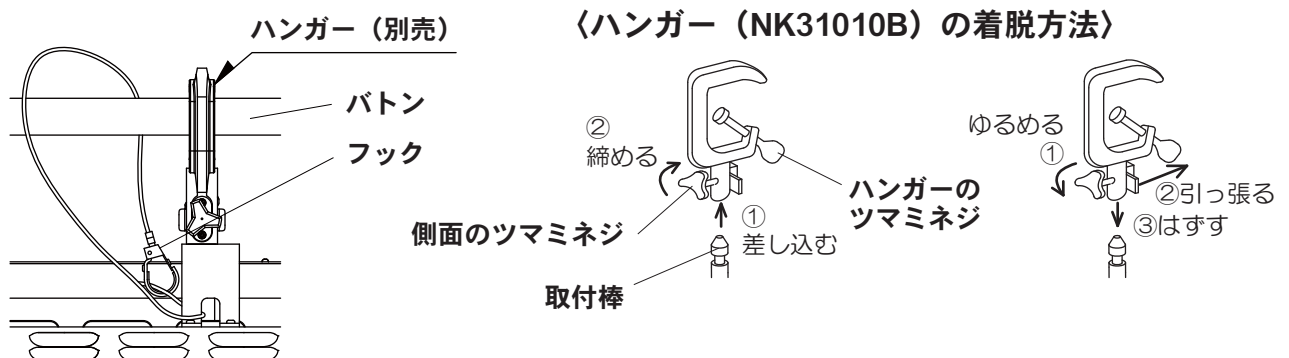 ハンガー（別売）
バトン
フック
〈ハンガー（NK31010B）の着脱方法〉
②
締める
側面のツマミネジ
取付棒
①
差し込む
ハンガーの
ツマミネジ
ゆるめる
①
②引っ張る
③はずす